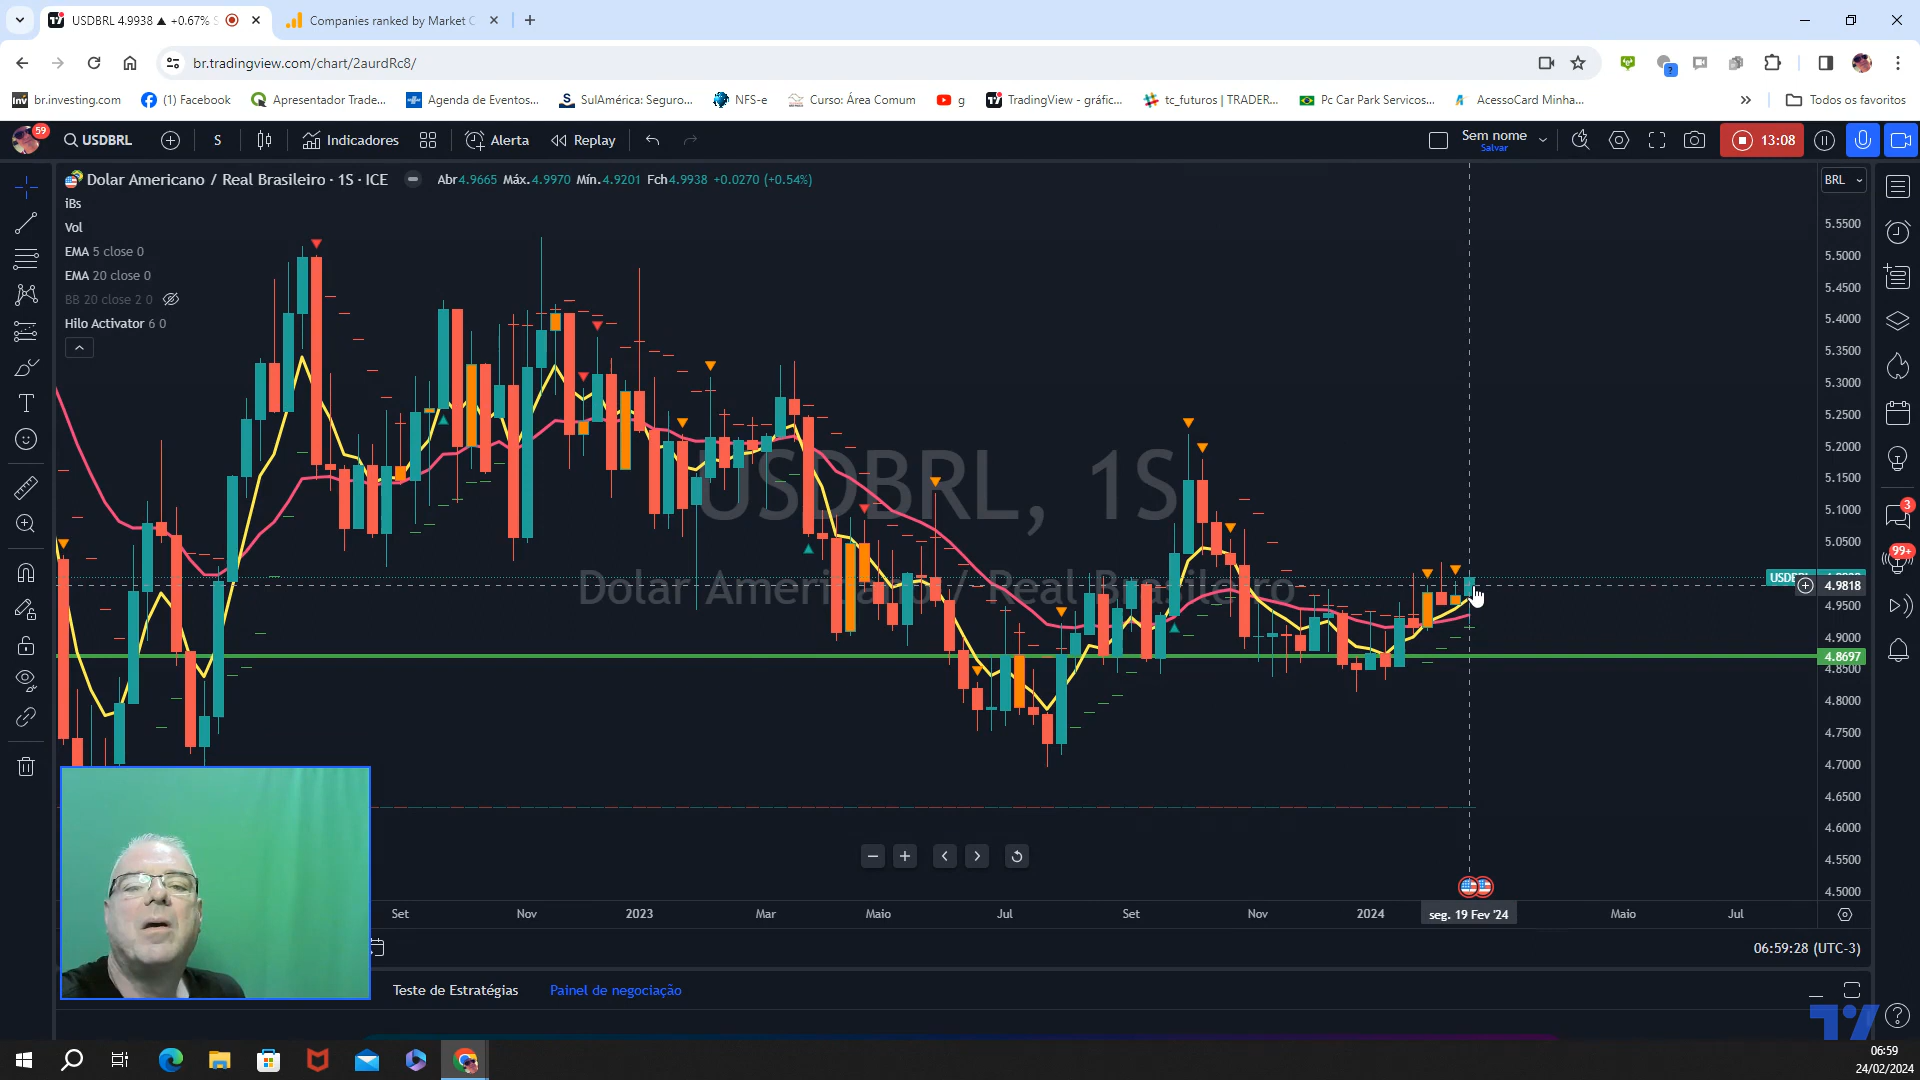 USDBRL 4.9938 ▲ +0.67%
Companies ranked by Market C
br.tradingview.com/chart/2aurdRc8/
br.investing.com
(1) Facebook
Apresentador Trade...
Agenda de Eventos...
SulAmérica: Seguro...
NFS-e
Curso: Área Comum
g
TradingView - gráfic...
tc_futuros | TRADER...
Pc Car Park Servicos...
AcessoCard Minha...
Todos os favoritos
59
USDBRL
S
Indicadores
Alerta
Replay
Sem nome
Salvar
13:08
Dolar Americano / Real Brasileiro · 1S · ICE
Abr4.9665 Máx.4.9970 Mín.4.9201 Fch4.9938 +0.0270 (+0.54%)
BRL
iBs
Vol
EMA 5 close 0
EMA 20 close 0
BB 20 close 2 0
Hilo Activator 6 0
USDBRL, 1S
Dolar Americano / Real Brasileiro
5.5500
5.5000
5.4500
5.4000
5.3500
5.3000
5.2500
5.2000
5.1500
5.1000
5.0500
4.9818
4.9500
4.9000
4.8697
4.8500
4.8000
4.7500
4.7000
4.6500
4.6000
4.5500
4.5000
3
99+
Set
Nov
2023
Mar
Maio
Jul
Set
Nov
2024
seg. 19 Fev '24
Maio
Jul
06:59:28 (UTC-3)
Teste de Estratégias
Painel de negociação
06:59
24/02/2024